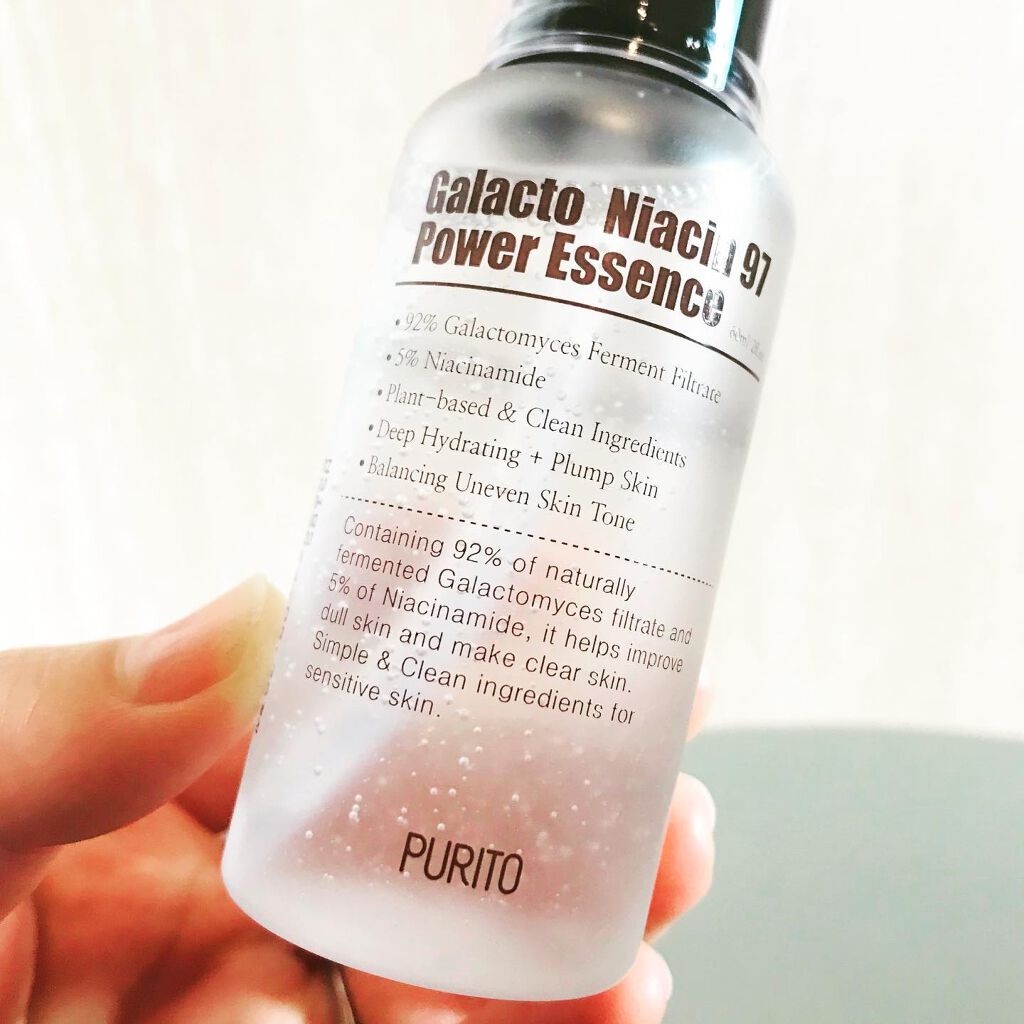 Galacto Niacin 97
Power Essence
• 92% Galactomyces Ferment Filtrate
• 5% Niacinamide
• Plant-based & Clean Ingredients
• Deep Hydrating + Plump Skin
• Balancing Uneven Skin Tone
Containing 92% of naturally
fermented Galactomyces filtrate and
5% of Niacinamide, it helps improve
dull skin and make clear skin.
Simple & Clean ingredients for
sensitive skin.
PURITO